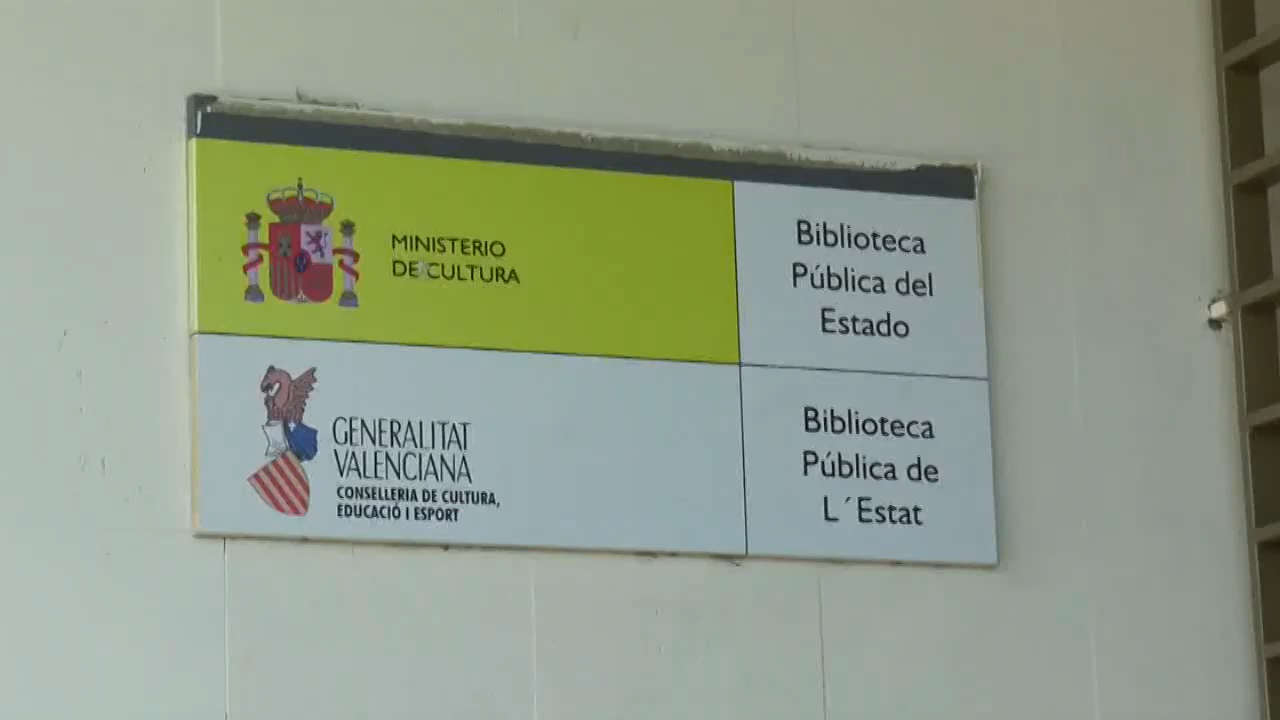 MINISTERIO
DE CULTURA
Biblioteca
Pública del
Estado
GENERALITAT
VALENCIANA
CONSELLERIA DE CULTURA,
EDUCACIÓ I ESPORT
Biblioteca
Pública de
L´Estat